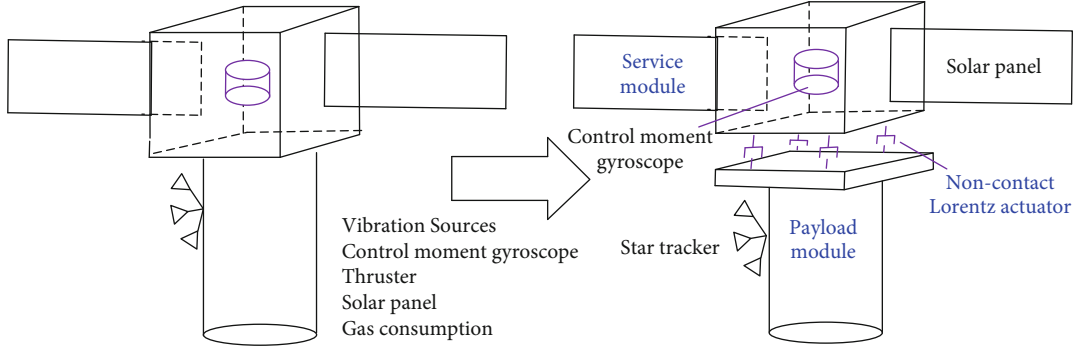 Vibration Sources
Control moment gyroscope
Thruster
Solar panel
Gas consumption
Service
module
Solar panel
Control moment
gyroscope
Non-contact
Lorentz actuator
Star tracker
Payload
module